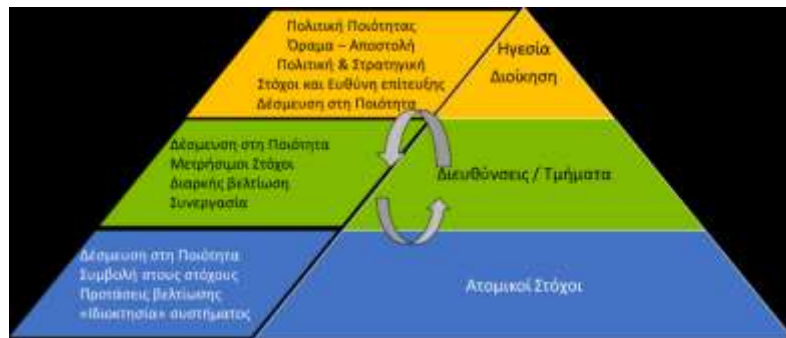 Πολιτική Ποιότητας
Όραμα – Αποστολή
Πολιτική & Στρατηγική
Στόχοι και Ευθύνη επίτευξης
Δέσμευση στη Ποιότητα
Ηγεσία
Διοίκηση
Δέσμευση στη Ποιότητα
Μετρήσιμοι Στόχοι
Διαρκής βελτίωση
Συνεργασία
Διευθύνσεις / Τμήματα
Δέσμευση στη Ποιότητα
Συμβολή στους στόχους
Προτάσεις βελτίωσης
«Ιδιοκτησία» συστήματος
Ατομικοί Στόχοι